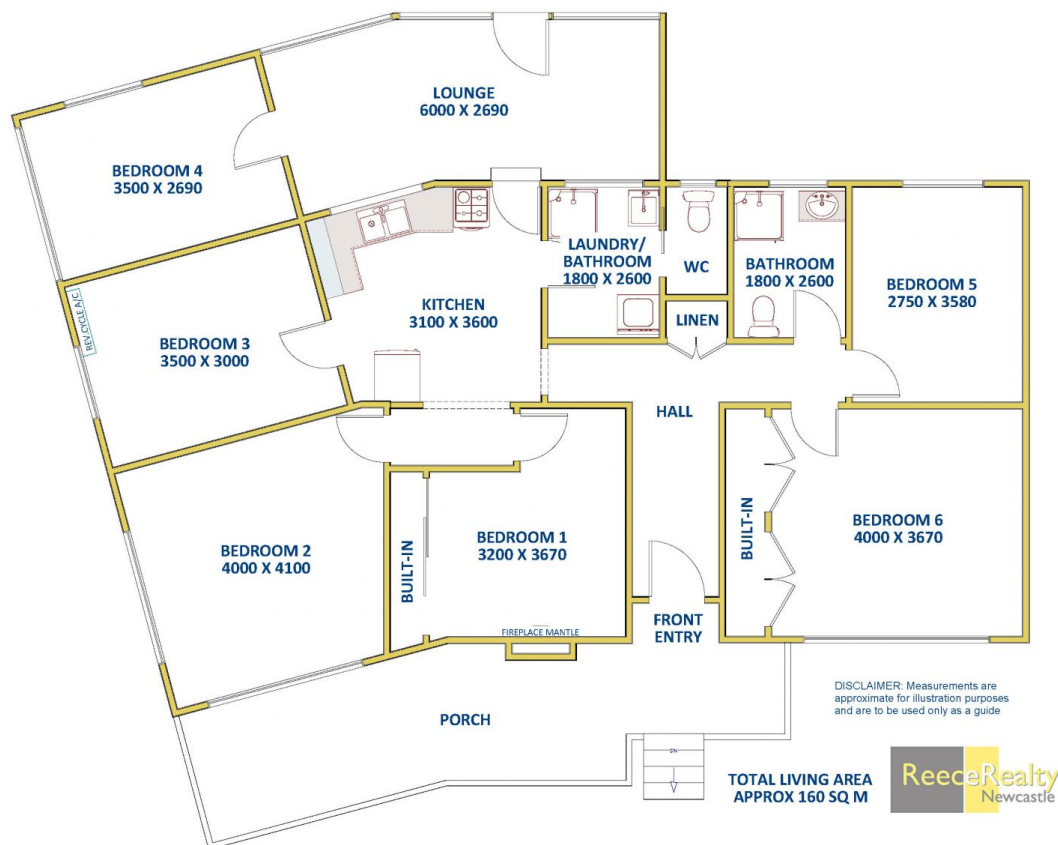 LOUNGE
6000 X 2690
BEDROOM 4
3500 X 2690
LAUNDRY/
BATHROOM
1800 X 2600
WC
BATHROOM
1800 X 2600
BEDROOM 5
2750 X 3580
KITCHEN
3100 X 3600
LINEN
REV.CYCLE A/C
BEDROOM 3
3500 X 3000
HALL
BEDROOM 2
4000 X 4100
BUILT-IN
BEDROOM 1
3200 X 3670
FIREPLACE MANTLE
BUILT-IN
BEDROOM 6
4000 X 3670
FRONT
ENTRY
PORCH
DISCLAIMER: Measurements are
approximate for illustration purposes
and are to be used only as a guide
TOTAL LIVING AREA
APPROX 160 SQ M
ReeceRealty
Newcastle